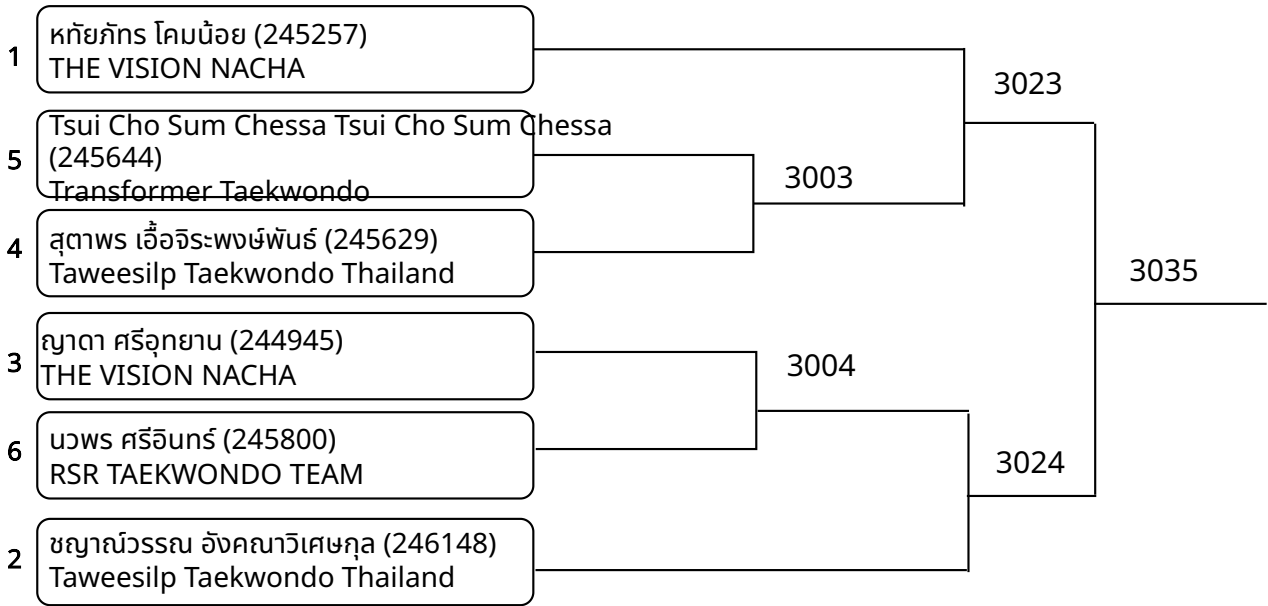 1
หทัยภัทร โคมน้อย (245257)
THE VISION NACHA
5
Tsui Cho Sum Chessa Tsui Cho Sum Chessa
(245644)
Transformer Taekwondo
4
สุตาพร เอื้อจิระพงษ์พันธ์ (245629)
Taweesilp Taekwondo Thailand
3
ญาดา ศรีอุทยาน (244945)
THE VISION NACHA
6
นวพร ศรีอินทร์ (245800)
RSR TAEKWONDO TEAM
2
ชญาณ์วรรณ อังคณาวิเศษกุล (246148)
Taweesilp Taekwondo Thailand
3003
3004
3023
3024
3035